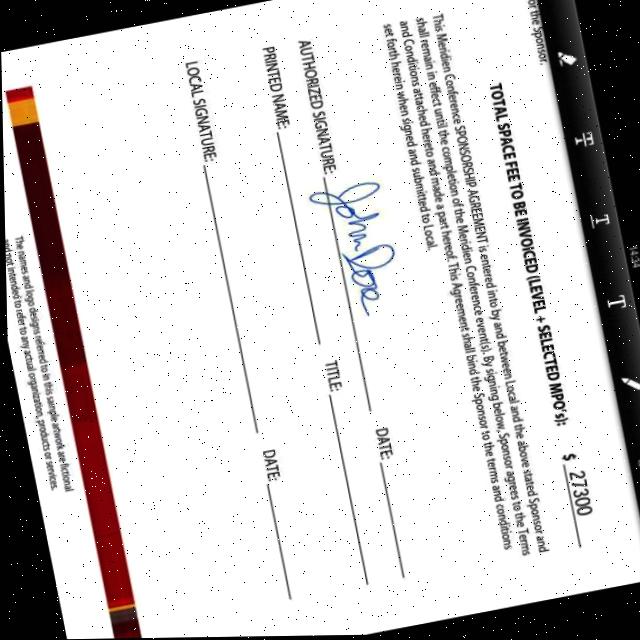 or the Sponsor.
TOTAL SPACE FEE TO BE INVOICED (LEVEL + SELECTED MPO's): $ 27300
This Meridien Conference SPONSORSHIP AGREEMENT is entered into by and between Local and the above stated Sponsor and
shall remain in effect until the completion of the Meridien Conference event(s). By signing below, Sponsor agrees to the Terms
and Conditions attached hereto and made a part hereof. This Agreement shall bind the Sponsor to the terms and conditions
set forth herein when signed and submitted to Local.
AUTHORIZED SIGNATURE: John Doe DATE:
PRINTED NAME: TITLE:
LOCAL SIGNATURE: DATE:
The names and logo designs referred to in this sample artwork are fictional
and not intended to refer to any actual organizations, products or services.